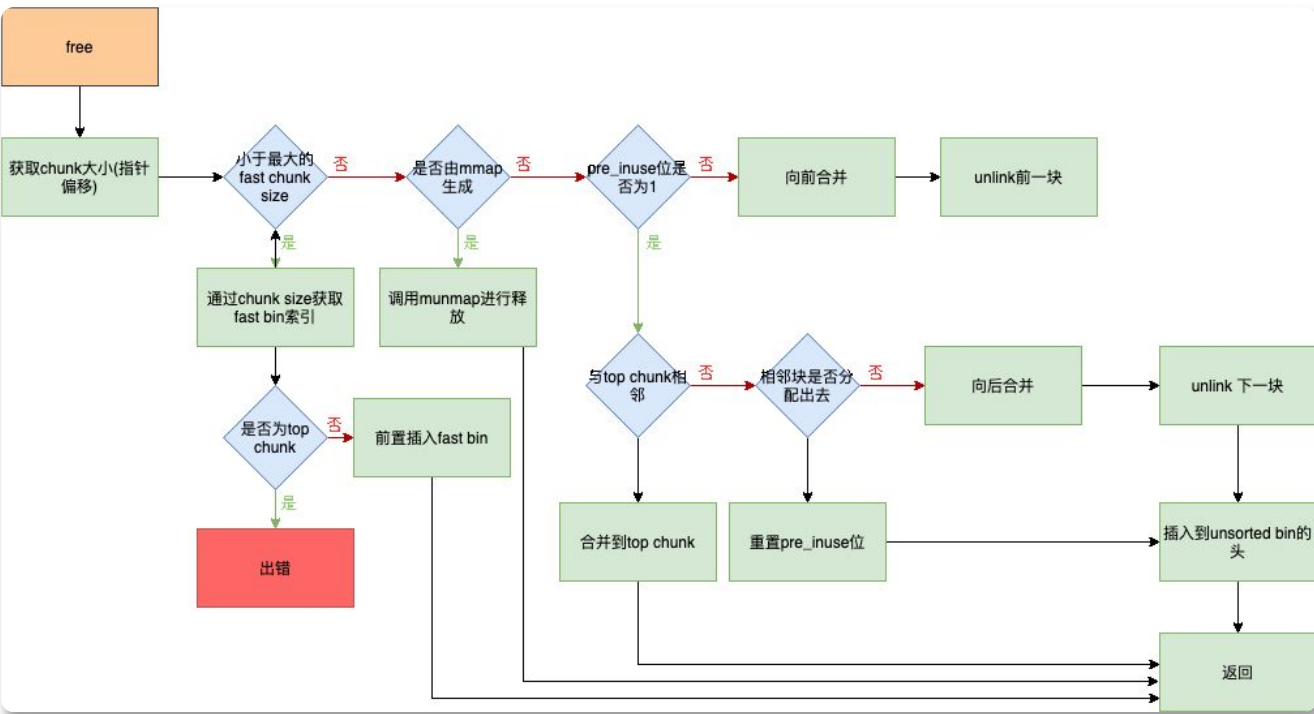 free
获取chunk大小(指针
偏移)
小于最大的
fast chunk
size
否
是否由mmap
生成
否
pre_inuse位是
否为1
否
向前合并
unlink前一块
是
是
是
通过chunk size获取
fast bin索引
调用munmap进行释
放
与top chunk相
邻
否
相邻块是否分
配出去
否
向后合并
unlink 下一块
是否为top
chunk
否
前置插入fast bin
是
出错
合并到top chunk
重置pre_inuse位
插入到unsorted bin的
头
返回